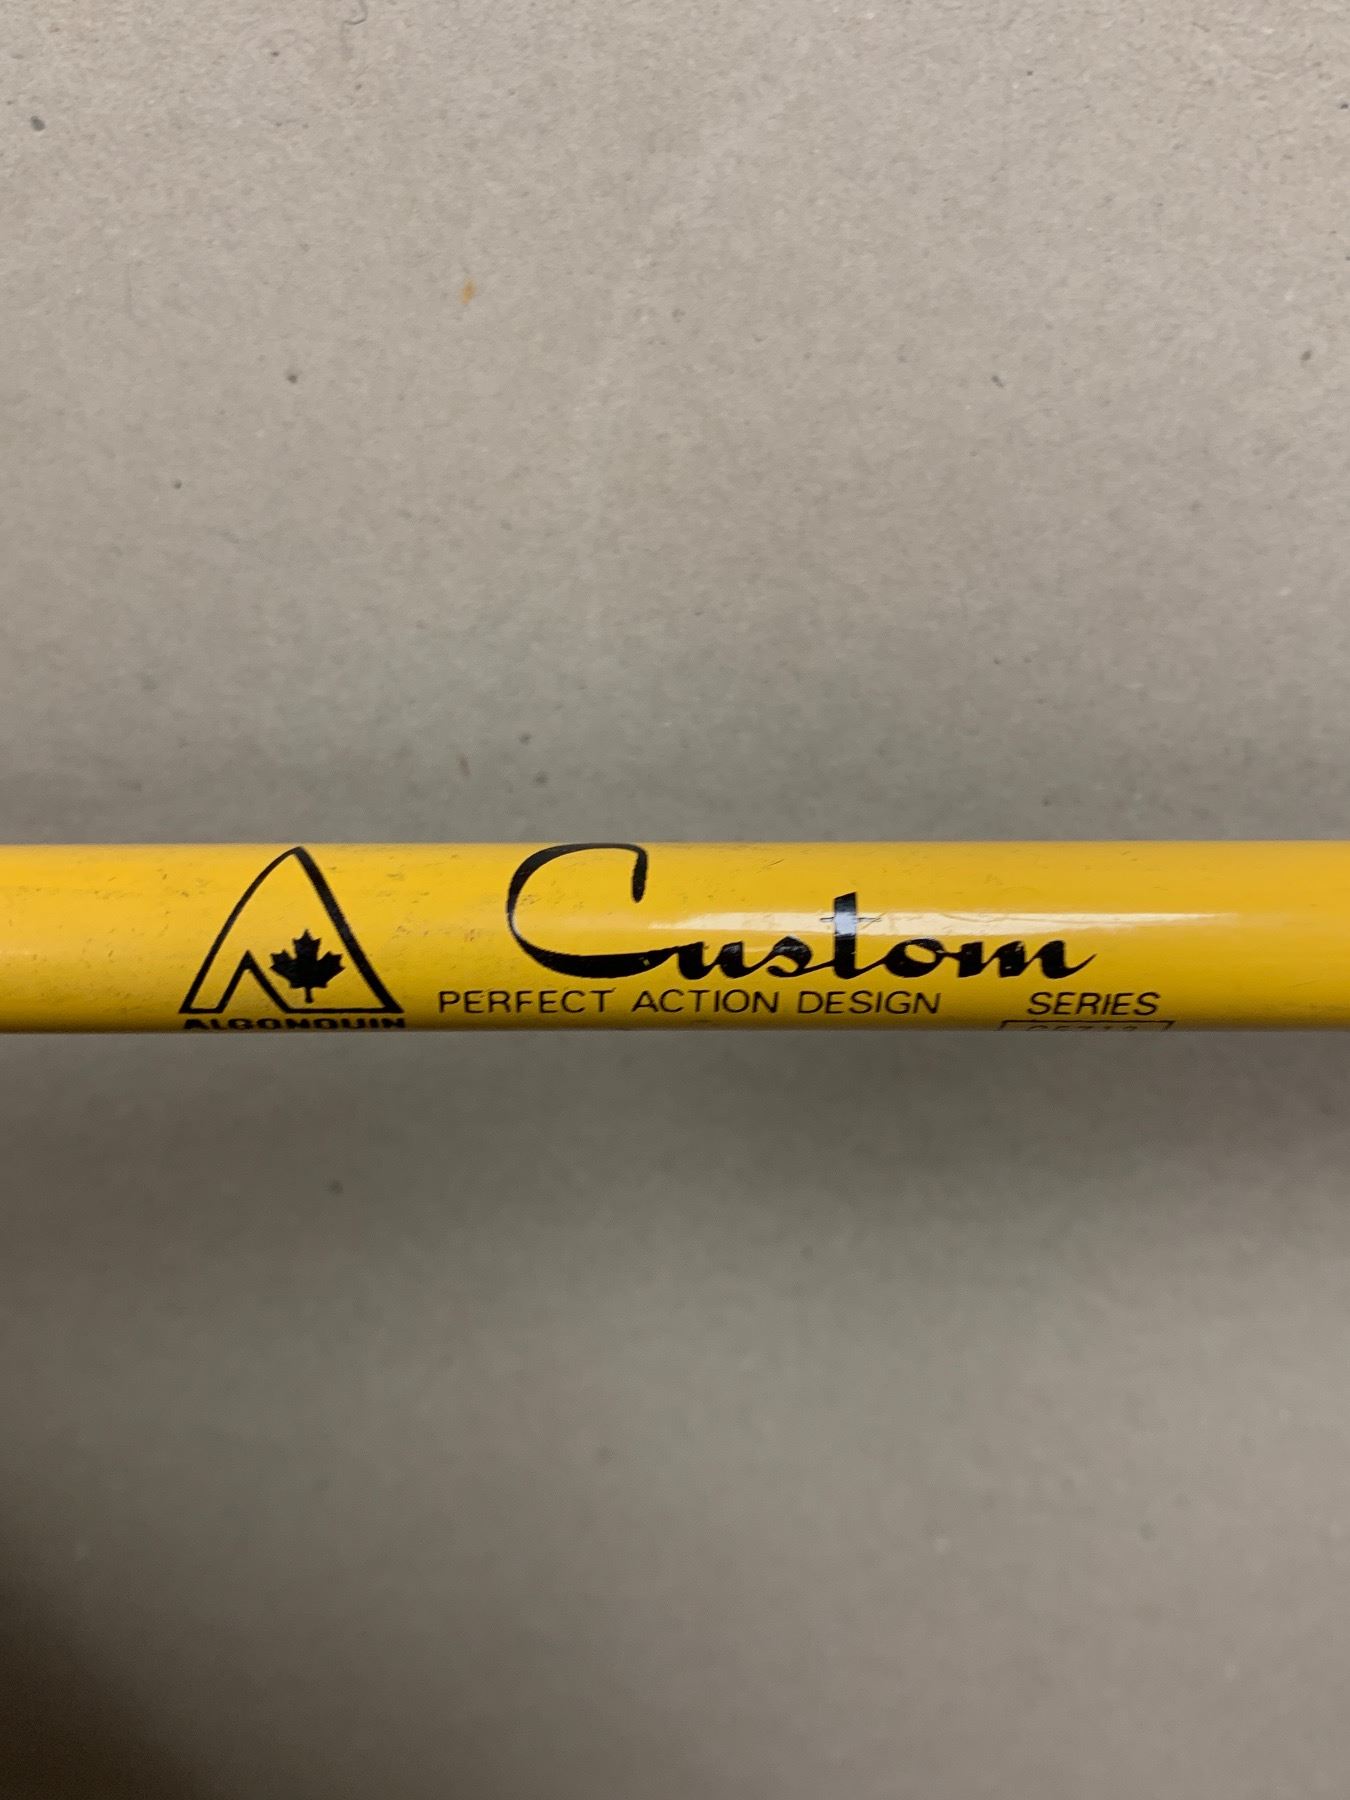 Custom
PERFECT ACTION DESIGN SERIES
ALGONQUIN